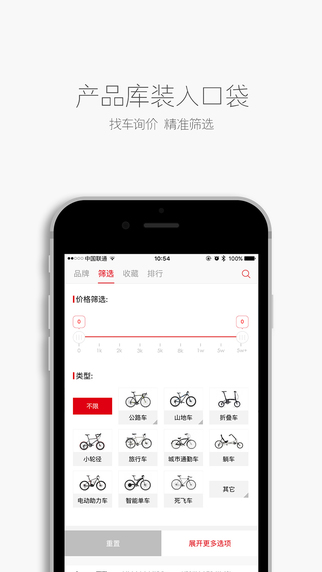 产品库装入口袋
找车询价 精准筛选
中国联通 10:54 100%
品牌 筛选 收藏 排行
价格筛选:
0 0
0 1k 2k 3k 5k 8k 1w 2w 3w 5w+
类型:
不限 公路车 山地车 折叠车
小轮径 旅行车 城市通勤车 躺车
电动助力车 智能单车 死飞车 其它
重置 展开更多选项